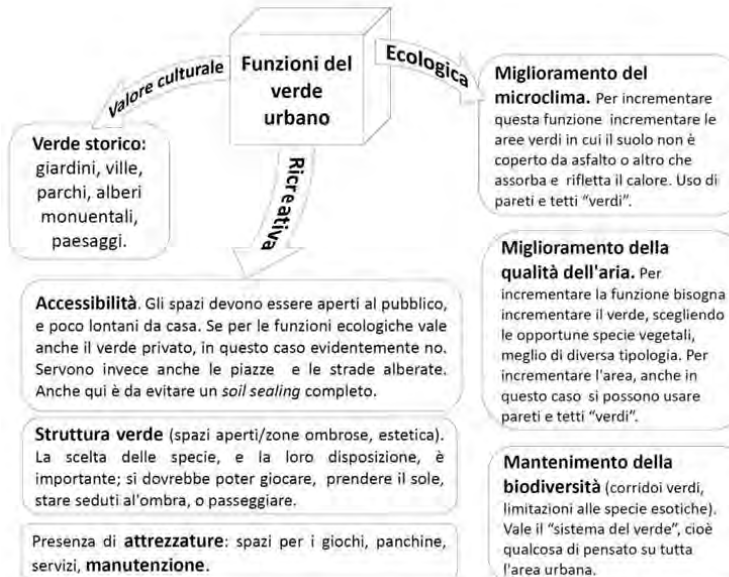 Funzioni del
verde
urbano
Valore culturale
Verde storico:
giardini, ville,
parchi, alberi
monuentali,
paesaggi.
Ricreativa
Accessibilità. Gli spazi devono essere aperti al pubblico,
e poco lontani da casa. Se per le funzioni ecologiche vale
anche il verde privato, in questo caso evidentemente no.
Servono invece anche le piazze e le strade alberate.
Anche qui è da evitare un soil sealing completo.
Struttura verde (spazi aperti/zone ombrose, estetica).
La scelta delle specie, e la loro disposizione, è
importante; si dovrebbe poter giocare, prendere il sole,
stare seduti al'ombra, o passeggiare.
Presenza di attrezzature: spazi per i giochi, panchine,
servizi, manutenzione.
Ecologica
Miglioramento del
microclima. Per incrementare
questa funzione incrementare le
aree verdi in cui il suolo non è
coperto da asfalto o altro che
assorba e rifletta il calore. Uso di
pareti e tetti “verdi”.
Miglioramento della
qualità dell'aria. Per
incrementare la funzione bisogna
incrementare il verde, scegliendo
le opportune specie vegetali,
meglio di diversa tipologia. Per
incrementare l'area, anche in
questo caso si possono usare
pareti e tetti “verdi”.
Mantenimento della
biodiversità (corridoi verdi,
limitazioni alle specie esotiche).
Vale il “sistema del verde”, cioè
qualcosa di pensato su tutta
l'area urbana.